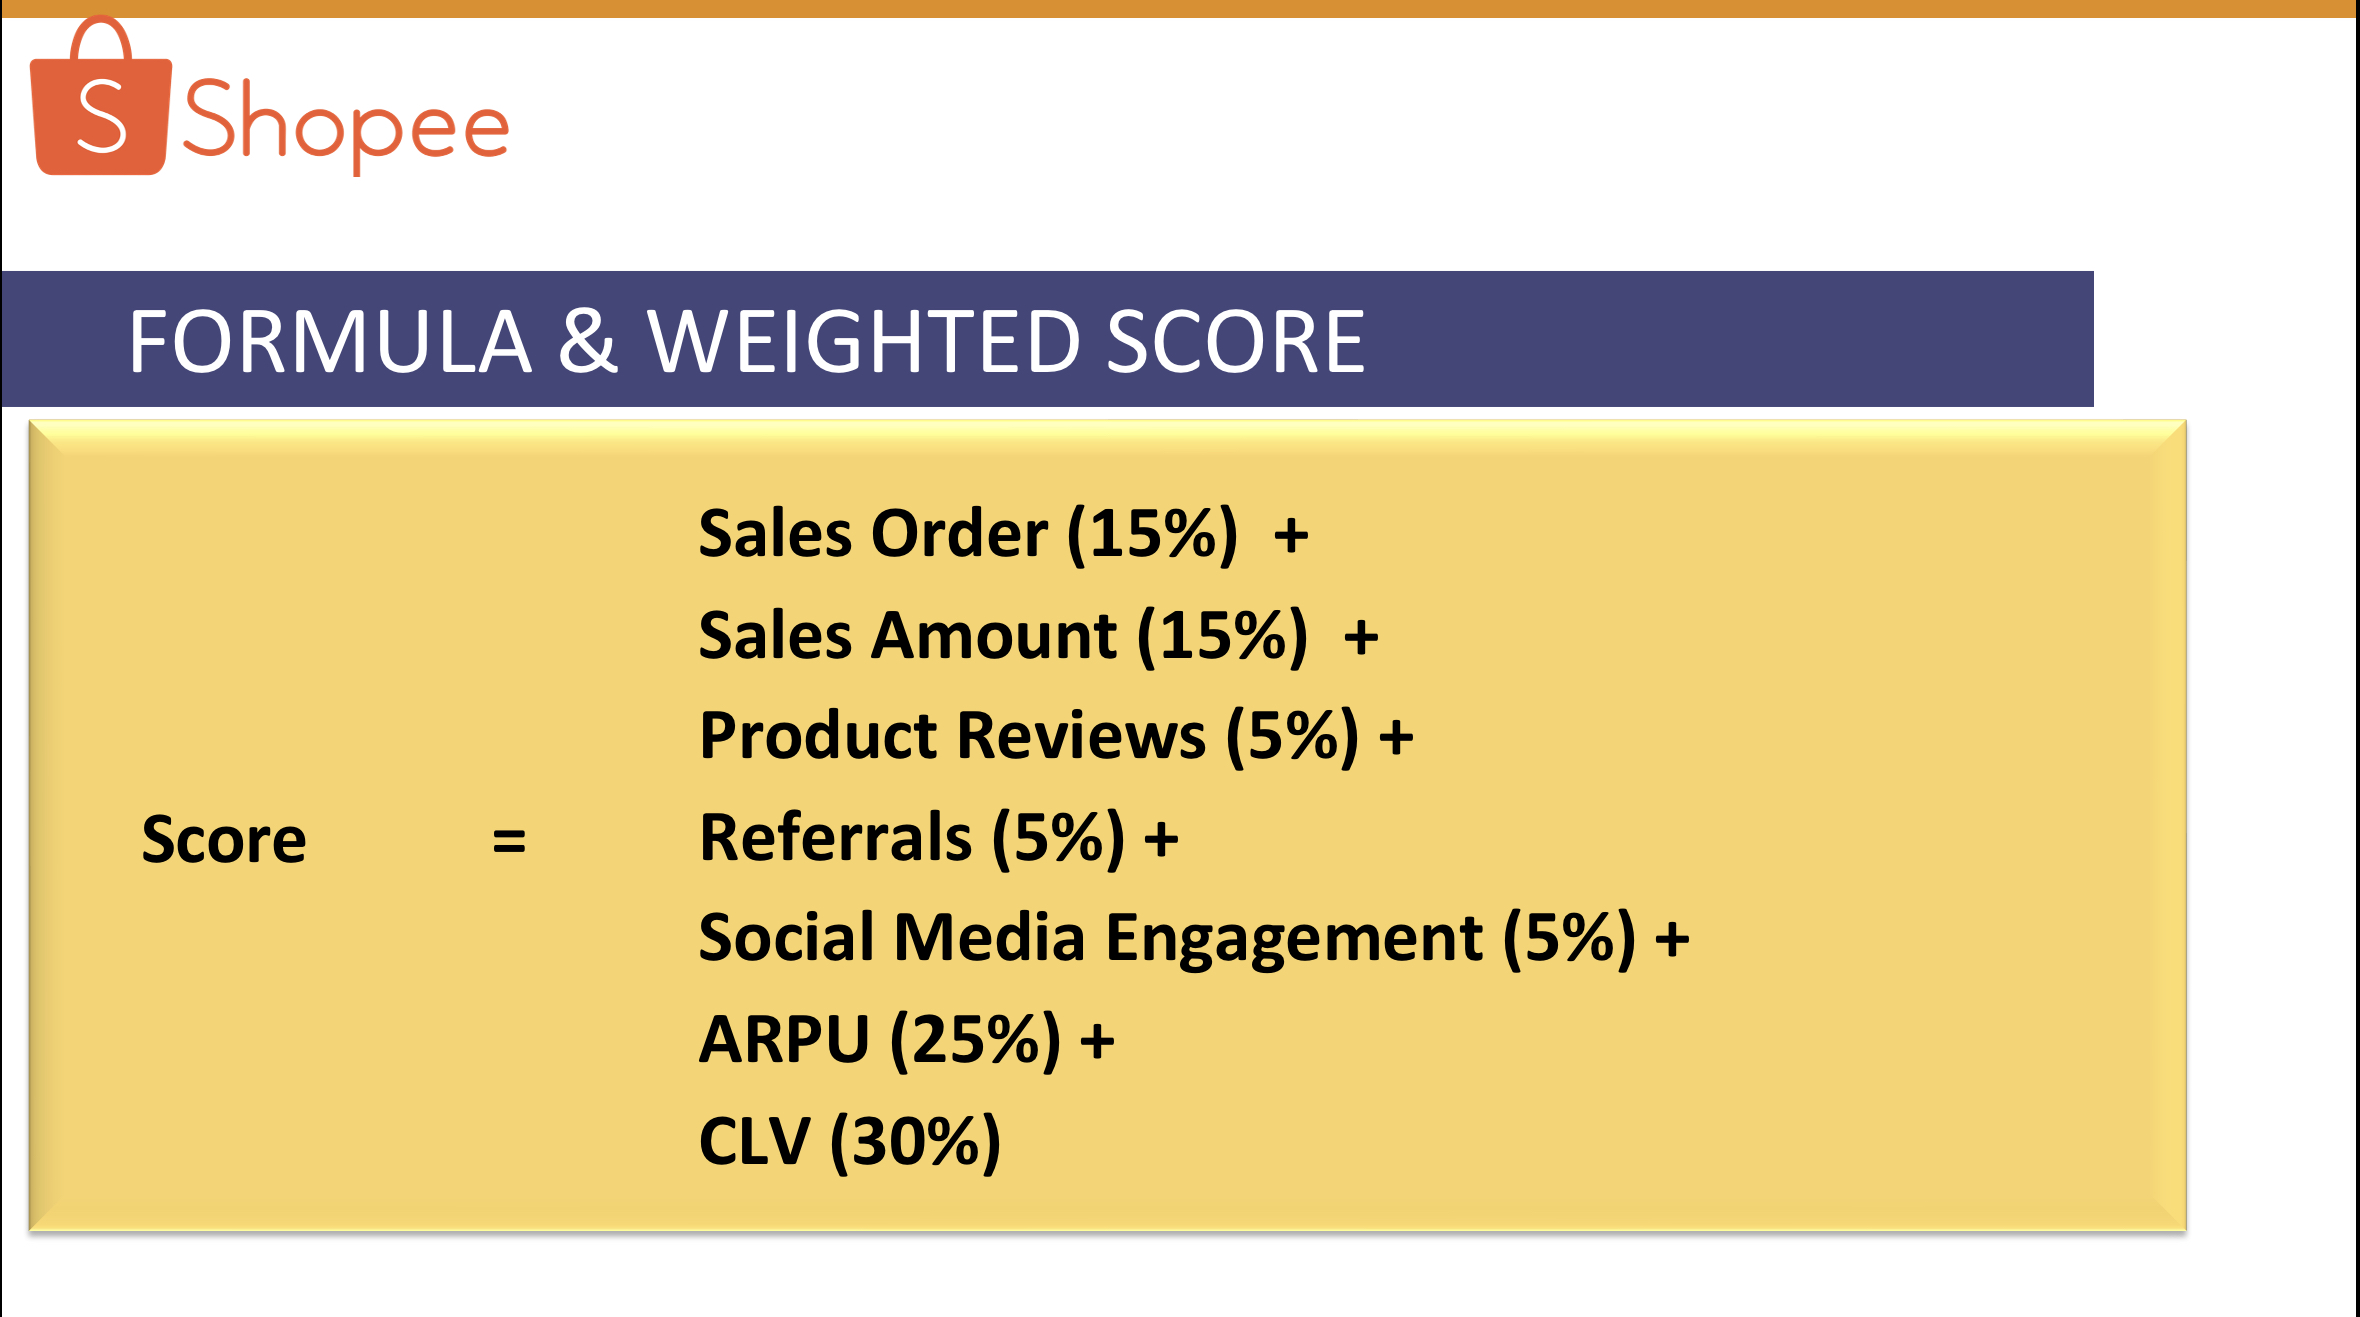 S Shopee
FORMULA & WEIGHTED SCORE
Sales Order (15%) +
Sales Amount (15%) +
Product Reviews (5%) +
Score = Referrals (5%) +
Social Media Engagement (5%) +
ARPU (25%) +
CLV (30%)